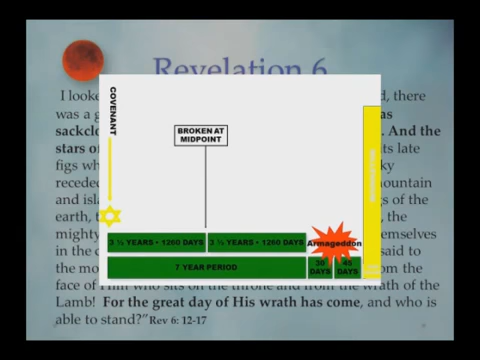 Revelation 6
I looke d, there
was a g as
sackclo . And the
stars o its late
figs wh ky
receded ountain
and isla gs of the
earth, t , the
mighty emselves
in the c said to
the mo om the
face of Him who sits on the throne and from the wrath of the
Lamb! For the great day of His wrath has come, and who is
able to stand?”Rev 6: 12-17
COVENANT
BROKEN AT
MIDPOINT
3 ½ YEARS • 1260 DAYS
3 ½ YEARS • 1260 DAYS
Armageddon
7 YEAR PERIOD
30
DAYS
45
DAYS